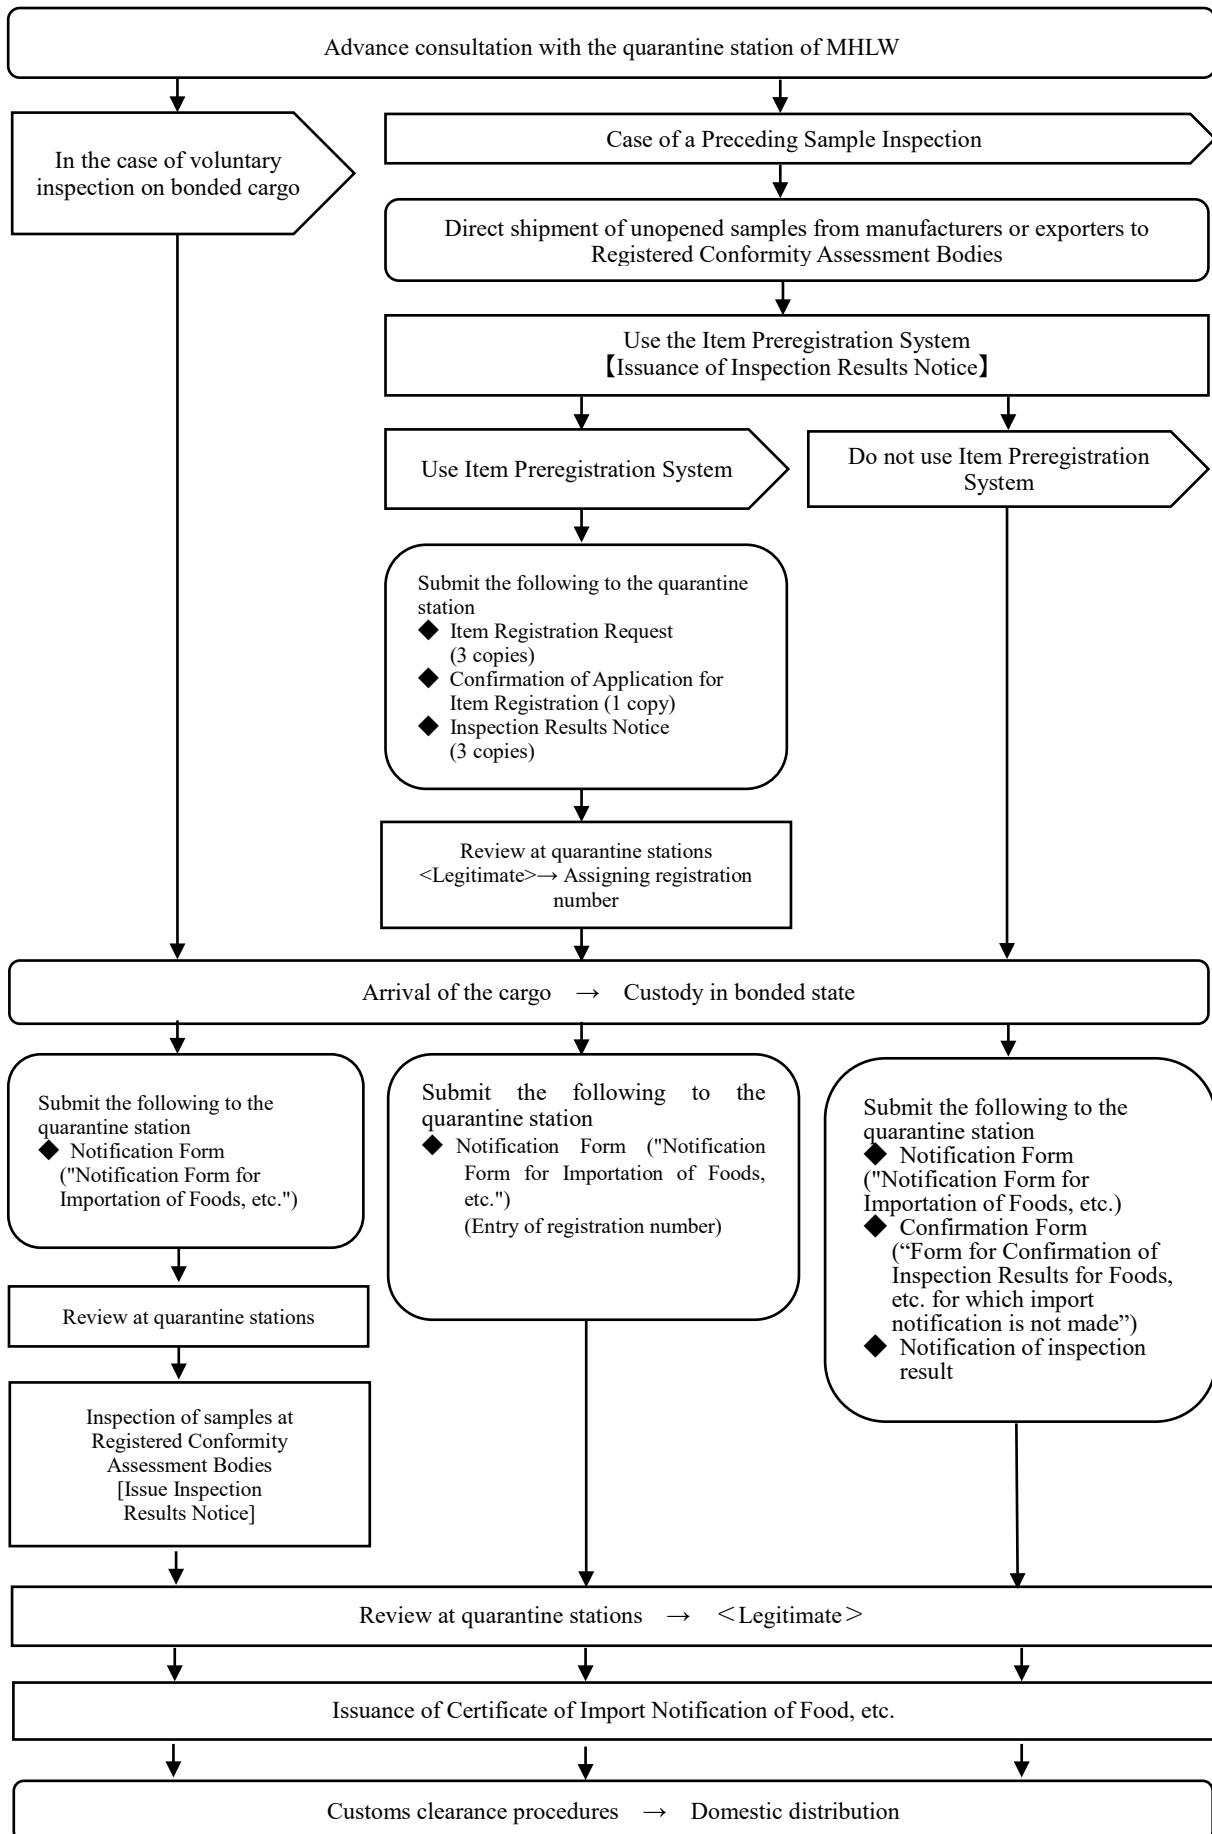 Advance consultation with the quarantine station of MHLW
In the case of voluntary
inspection on bonded cargo
Case of a Preceding Sample Inspection
Direct shipment of unopened samples from manufacturers or exporters to
Registered Conformity Assessment Bodies
Use the Item Preregistration System
【Issuance of Inspection Results Notice】
Use Item Preregistration System
Do not use Item Preregistration
System
Submit the following to the quarantine
station
◆ Item Registration Request
(3 copies)
◆ Confirmation of Application for
Item Registration (1 copy)
◆ Inspection Results Notice
(3 copies)
Review at quarantine stations
<Legitimate>→ Assigning registration
number
Arrival of the cargo → Custody in bonded state
Submit the following to the
quarantine station
◆ Notification Form
("Notification Form for
Importation of Foods, etc.")
Review at quarantine stations
Inspection of samples at
Registered Conformity
Assessment Bodies
[Issue Inspection
Results Notice]
Submit the following to the
quarantine station
◆ Notification Form ("Notification
Form for Importation of Foods,
etc.")
(Entry of registration number)
Submit the following to the
quarantine station
◆ Notification Form
("Notification Form for
Importation of Foods, etc.)
◆ Confirmation Form
(“Form for Confirmation of
Inspection Results for Foods,
etc. for which import
notification is not made”)
◆ Notification of inspection
result
Review at quarantine stations → ＜Legitimate＞
Issuance of Certificate of Import Notification of Food, etc.
Customs clearance procedures → Domestic distribution